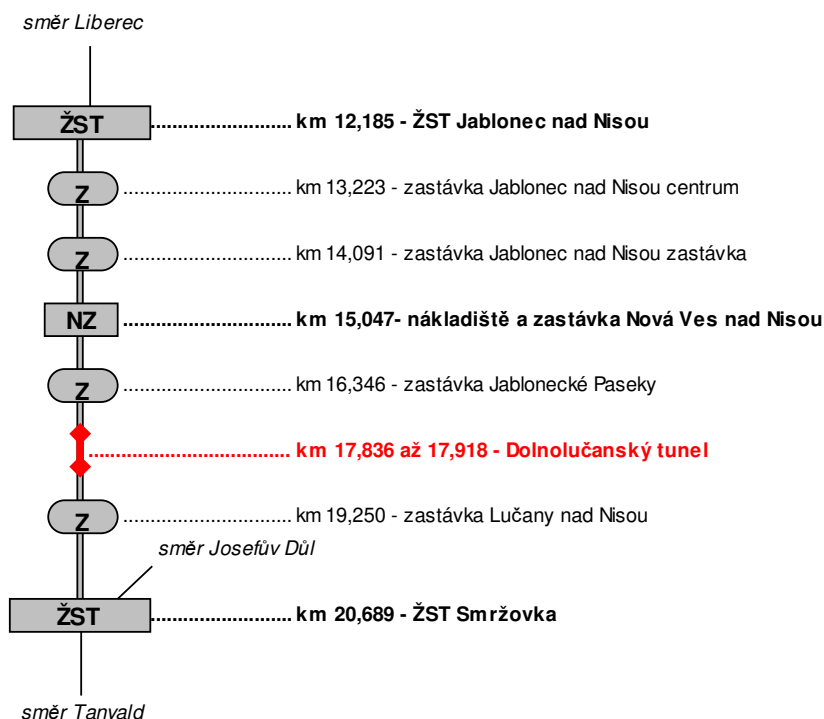 směr Liberec
ŽST ........................... km 12,185 - ŽST Jablonec nad Nisou
Z ................................ km 13,223 - zastávka Jablonec nad Nisou centrum
Z ................................ km 14,091 - zastávka Jablonec nad Nisou zastávka
NZ ................................ km 15,047- nákladiště a zastávka Nová Ves nad Nisou
Z ................................ km 16,346 - zastávka Jablonecké Paseky
...................................... km 17,836 až 17,918 - Dolnolučanský tunel
Z ................................ km 19,250 - zastávka Lučany nad Nisou
směr Josefův Důl
ŽST ........................... km 20,689 - ŽST Smržovka
směr Tanvald